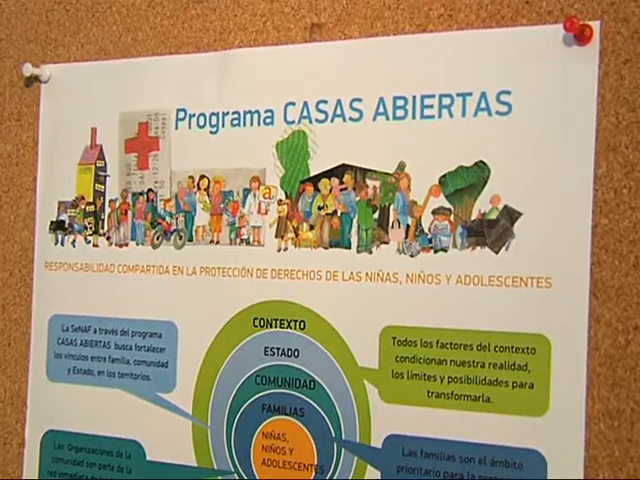 Programa CASAS ABIERTAS
RESPONSABILIDAD COMPARTIDA EN LA PROTECCIÓN DE DERECHOS DE LAS NIÑAS, NIÑOS Y ADOLESCENTES
La SeNAF a través del programa
CASAS ABIERTAS busca fortalecer
los vínculos entre familia, comunidad
y Estado, en los territorios.
CONTEXTO
ESTADO
COMUNIDAD
FAMILIAS
NIÑAS,
NIÑOS Y
ADOLESCENTES
Todos los factores del contexto
condicionan nuestra realidad,
los límites y posibilidades para
transformarla.
Las Organizaciones de la
comunidad son parte de la
red inmediata
Las familias son el ámbito
prioritario para la